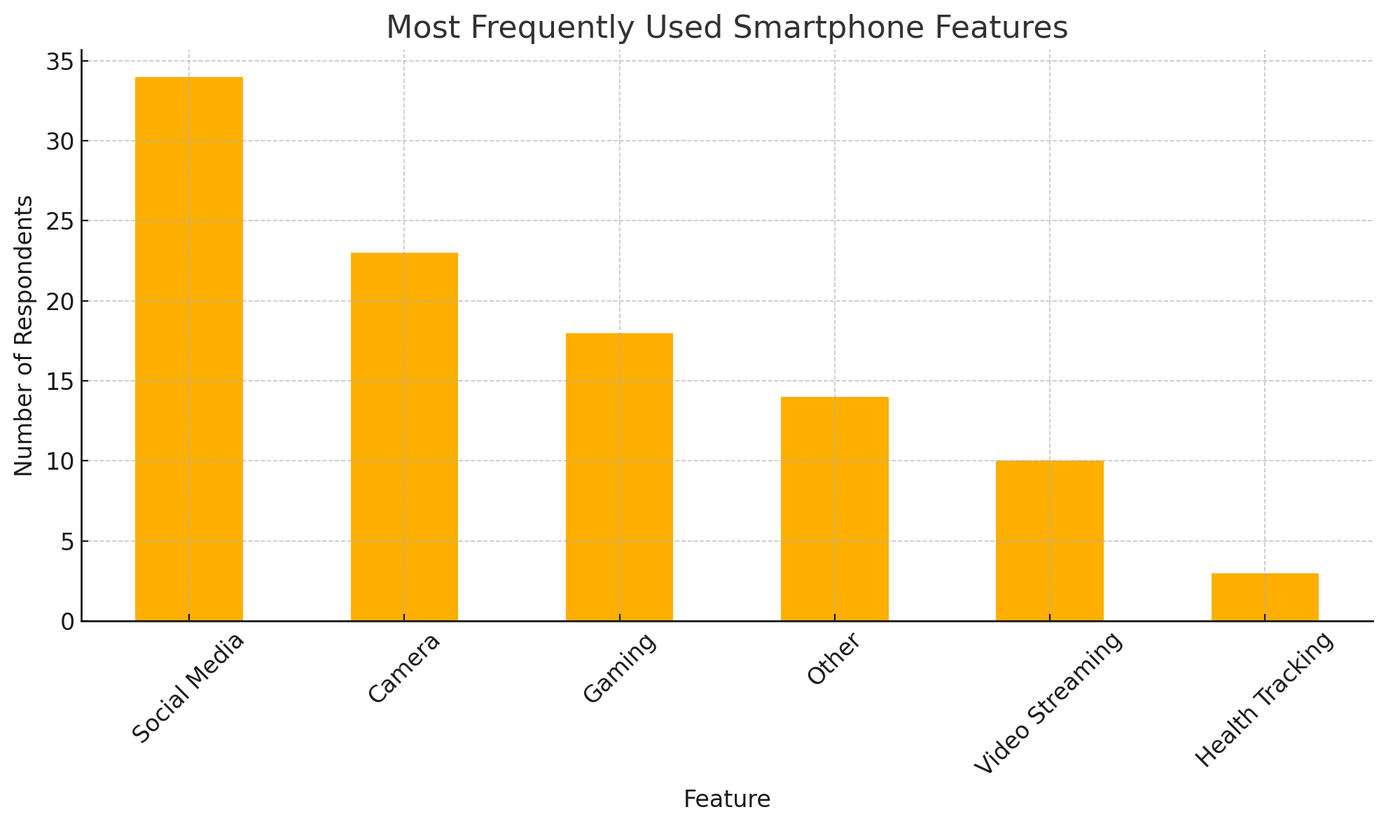 Most Frequently Used Smartphone Features
Number of Respondents
35
30
25
20
15
10
5
0
Social Media
Camera
Gaming
Other
Video Streaming
Health Tracking
Feature